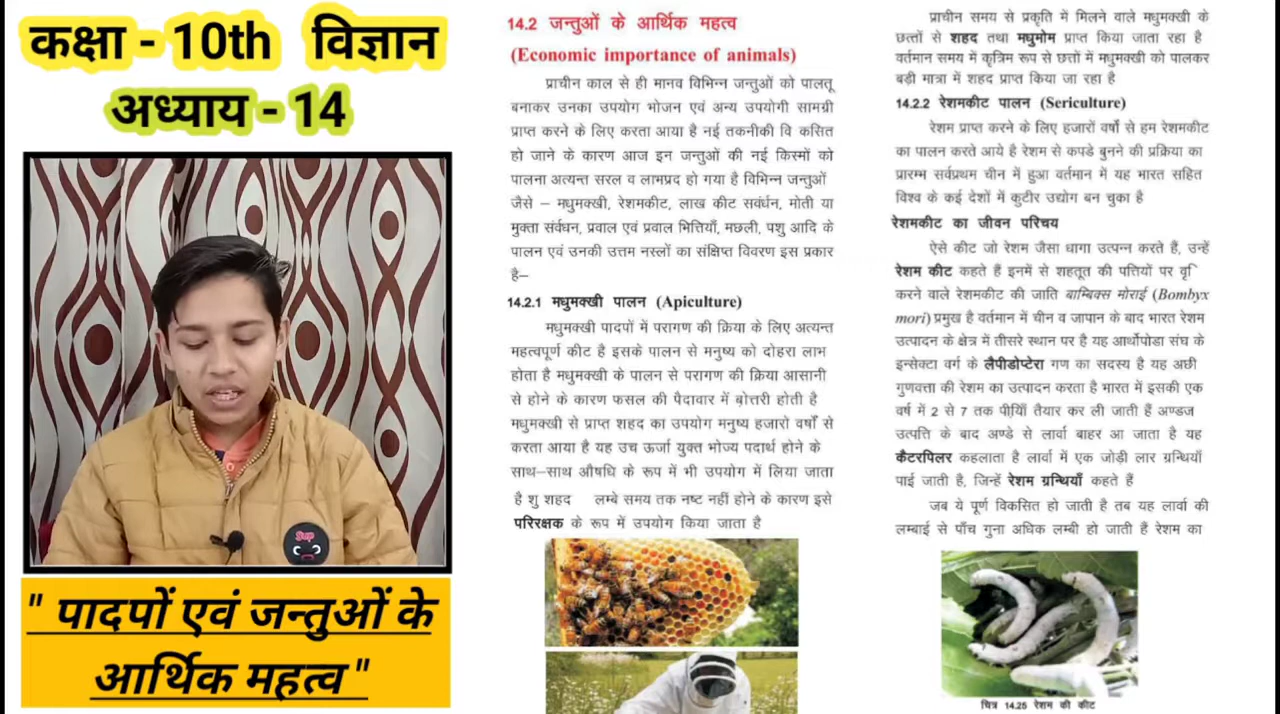 कक्षा - 10th विज्ञान
अध्याय - 14
" पादपों एवं जन्तुओं के
आर्थिक महत्व "
14.2 जन्तुओं के आर्थिक महत्व
(Economic importance of animals)
प्राचीन काल से ही मानव विभिन्न जन्तुओं को पालतू
बनाकर उनका उपयोग भोजन एवं अन्य उपयोगी सामग्री
प्राप्त करने के लिए करता आया है नई तकनीकी वि कसित
हो जाने के कारण आज इन जन्तुओं की नई किस्मों को
पालना अत्यन्त सरल व लाभप्रद हो गया है विभिन्न जन्तुओं
जैसे – मधुमक्खी, रेशमकीट, लाख कीट सवंर्धन, मोती या
मुक्ता संर्वधन, प्रवाल एवं प्रवाल भित्तियाँ, मछली, पशु आदि के
पालन एवं उनकी उत्तम नस्लों का संक्षिप्त विवरण इस प्रकार
है–
14.2.1 मधुमक्खी पालन (Apiculture)
मधुमक्खी पादपों में परागण की क्रिया के लिए अत्यन्त
महत्वपूर्ण कीट है इसके पालन से मनुष्य को दोहरा लाभ
होता है मधुमक्खी के पालन से परागण की क्रिया आसानी
से होने के कारण फसल की पैदावार में होती है
मधुमक्खी से प्राप्त शहद का उपयोग मनुष्य हजारो वर्षों से
करता आया है यह उच ऊर्जा युक्त भोज्य पदार्थ होने के
साथ–साथ औषधि के रूप में भी उपयोग में लिया जाता
है शु शहद लम्बे समय तक नष्ट नहीं होने के कारण इसे
परिरक्षक के रूप में उपयोग किया जाता है
प्राचीन समय से प्रकृति में मिलने वाले मधुमक्खी के
छत्तों से शहद तथा मधुमोम प्राप्त किया जाता रहा है
वर्तमान समय में कृत्रिम रूप से छत्तों में मधुमक्खी को पालकर
बड़ी मात्रा में शहद प्राप्त किया जा रहा है
14.2.2 रेशमकीट पालन (Sericulture)
रेशम प्राप्त करने के लिए हजारों वर्षो से हम रेशमकीट
का पालन करते आये है रेशम से कपडे बुनने की प्रक्रिया का
प्रारम्भ सर्वप्रथम चीन में हुआ वर्तमान में यह भारत सहित
विश्व के कई देशों में कुटीर उद्योग बन चुका है
रेशमकीट का जीवन परिचय
ऐसे कीट जो रेशम जैसा धागा उत्पन्न करते हैं, उन्हें
रेशम कीट कहते हैं इनमें से शहतूत की पत्तियों पर
करने वाले रेशमकीट की जाति बाम्बिक्स मोराई (Bombyx
mori) प्रमुख है वर्तमान में चीन व जापान के बाद भारत रेशम
उत्पादन के क्षेत्र में तीसरे स्थान पर है यह आर्थोपोडा संघ के
इन्सेक्टा वर्ग के लैपीडोप्टेरा गण का सदस्य है यह अछी
गुणवत्ता की रेशम का उत्पादन करता है भारत में इसकी एक
वर्ष में 2 से 7 तक तैयार कर ली जाती हैं अण्डज
उत्पत्ति के बाद अण्डे से लार्वा बाहर आ जाता है यह
कैटरपिलर कहलाता है लार्वा में एक जोड़ी लार ग्रन्थियाँ
पाई जाती है, जिन्हें रेशम ग्रन्थियाँ कहते हैं
जब ये पूर्ण विकसित हो जाती है तब यह लार्वा की
लम्बाई से पाँच गुना अधिक लम्बी हो जाती हैं रेशम का
चित्र 14.25 रेशम की कीट